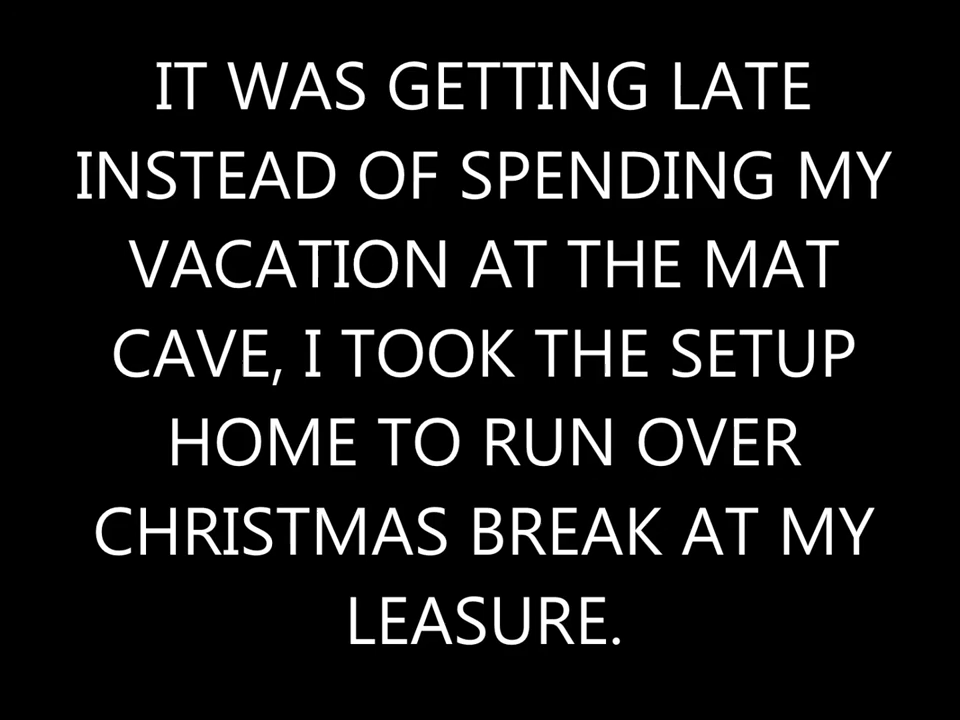 IT WAS GETTING LATE
INSTEAD OF SPENDING MY
VACATION AT THE MAT
CAVE, I TOOK THE SETUP
HOME TO RUN OVER
CHRISTMAS BREAK AT MY
LEASURE.